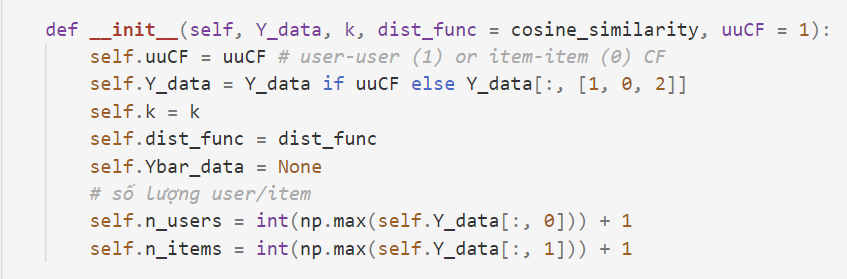 def __init__(self, Y_data, k, dist_func = cosine_similarity, uuCF = 1):
    self.uuCF = uuCF # user-user (1) or item-item (0) CF
    self.Y_data = Y_data if uuCF else Y_data[:, [1, 0, 2]]
    self.k = k
    self.dist_func = dist_func
    self.Ybar_data = None
    # số lượng user/item
    self.n_users = int(np.max(self.Y_data[:, 0])) + 1
    self.n_items = int(np.max(self.Y_data[:, 1])) + 1